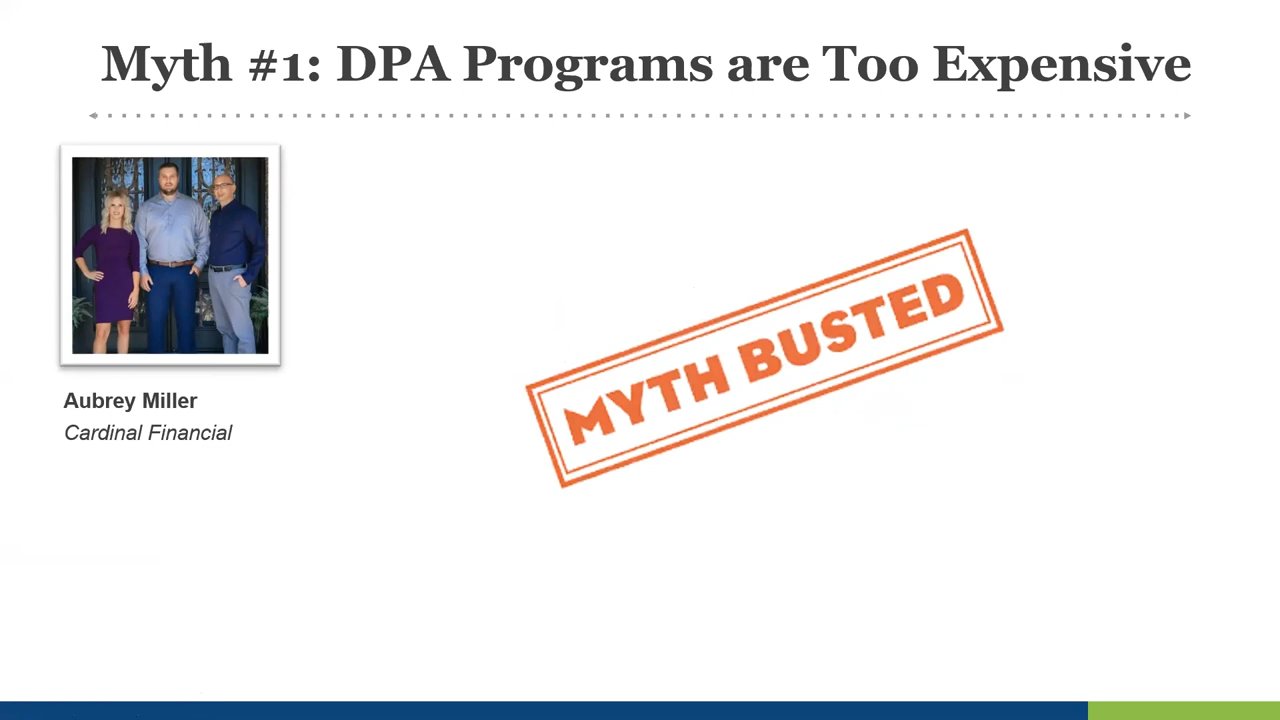 Myth #1: DPA Programs are Too Expensive
MYTH BUSTED
Aubrey Miller
Cardinal Financial